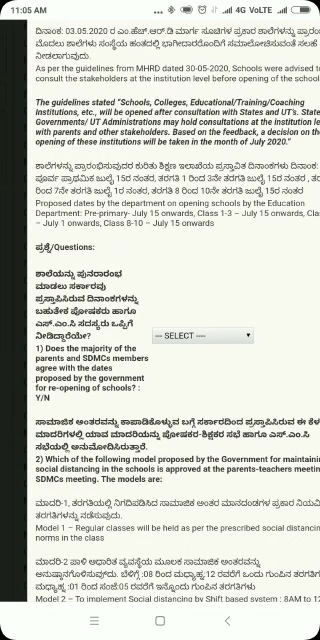 11:05 AM 4G VoLTE
ದಿನಾಂಕ: 03.05.2020 ದ ಎಂ.ಹೆಚ್.ಆರ್.ಡಿ ಮಾರ್ಗ ಸೂಚಿಗಳ ಪ್ರಕಾರ ಶಾಲೆಗಳನ್ನು
ಮೊದಲು ಶಾಲೆಗಳು ಸಂಸ್ಥೆಯ ಹಂತದಲ್ಲಿ ಭಾಗೀದಾರರೊಂದಿಗೆ ಸಮಾಲೋಚಿಸುವಂತೆ ಸಲಹೆ
ನೀಡಲಾಗುವುದು.
As per the guidelines from MHRD dated 30-05-2020, Schools were advised to
consult the stakeholders at the institution level before opening of the school
The guidelines stated "Schools, Colleges, Educational/Training/Coaching
Institutions, etc., will be opened after consultation with States and UT's. State
Governments/ UT Administrations may hold consultations at the institution le
with parents and other stakeholders. Based on the feedback, a decision on th
opening of these institutions will be taken in the month of July 2020."
ಶಾಲೆಗಳನ್ನು ಪ್ರಾರಂಭಿಸುವುದರ ಕುರಿತು ಶಿಕ್ಷಣ ಇಲಾಖೆಯ ಪ್ರಸ್ತಾವಿತ ದಿನಾಂಕಗಳು ದಿನಾಂಕ:
ಪೂರ್ವ ಪ್ರಾಥಮಿಕ ಜುಲೈ 15ರ ನಂತರ, ತರಗತಿ 1 ರಿಂದ 3ನೇ ತರಗತಿ ಜುಲೈ 15ರ ನಂತರ , ತರ
ರಿಂದ 7ನೇ ತರಗತಿ ಜುಲೈ 1ರ ನಂತರ, ತರಗತಿ 8 ರಿಂದ 10ನೇ ತರಗತಿ ಜುಲೈ 15ರ ನಂತರ
Proposed dates by the department on opening schools by the Education
Department: Pre-primary- July 15 onwards, Class 1-3 – July 15 onwards, Clas
– July 1 onwards, Class 8-10 – July 15 onwards
ಪ್ರಶ್ನೆ/Questions:
ಶಾಲೆಯನ್ನು ಪುನರಾರಂಭ
ಮಾಡಲು ಸರ್ಕಾರವು
ಪ್ರಸ್ತಾಪಿಸಿರುವ ದಿನಾಂಕಗಳನ್ನು
ಬಹುತೇಕ ಪೋಷಕರು ಹಾಗೂ
ಎಸ್.ಎಂ.ಸಿ ಸದಸ್ಯರು ಒಪ್ಪಿಗೆ
ನೀಡಿದ್ದಾರೆಯೇ?
--- SELECT ---
1) Does the majority of the
parents and SDMCs members
agree with the dates
proposed by the government
for re-opening of schools? :
Y/N
ಸಾಮಾಜಿಕ ಅಂತರವನ್ನು ಕಾಪಾಡಿಕೊಳ್ಳುವ ಬಗ್ಗೆ ಸರ್ಕಾರದಿಂದ ಪ್ರಸ್ತಾಪಿಸಿರುವ ಈ ಕೆಳ
ಮಾದರಿಗಳಲ್ಲಿ ಯಾವ ಮಾದರಿಯನ್ನು ಪೋಷಕರ-ಶಿಕ್ಷಕರ ಸಭೆ ಹಾಗೂ ಎಸ್.ಎಂ.ಸಿ
ಸಭೆಯಲ್ಲಿ ಅನುಮೋದಿಸಿರುತ್ತಾರೆ.
2) Which of the following model proposed by the Government for maintainin
social distancing in the schools is approved at the parents-teachers meetin
SDMCs meeting. The models are:
ಮಾದರಿ-1, ತರಗತಿಯಲ್ಲಿ ನಿಗದಿಪಡಿಸಿದ ಸಾಮಾಜಿಕ ಅಂತರ ಮಾನದಂಡಗಳ ಪ್ರಕಾರ
ತರಗತಿಗಳನ್ನು ನಡೆಸುವುದು.
Model 1 – Regular classes will be held as per the prescribed social distancin
norms in the class
ಮಾದರಿ-2 ಪಾಳಿ ಆಧಾರಿತ ವ್ಯವಸ್ಥೆಯ ಮೂಲಕ ಸಾಮಾಜಿಕ ಅಂತರವನ್ನು
ಅನುಷ್ಠಾನಗೊಳಿಸುವುದು. ಬೆಳಿಗ್ಗೆ :08 ರಿಂದ ಮಧ್ಯಾಹ್ನ:12 ರವರೆಗೆ ಒಂದು ಗುಂಪಿನ
ಮಧ್ಯಾಹ್ನ :01 ರಿಂದ ಸಂಜೆ:05 ರವರೆಗೆ ಇನ್ನೊಂದು ಗುಂಪಿನ ತರಗತಿಗಳು
Model 2 – To implement Social distancing by Shift based system : 8AM to 12